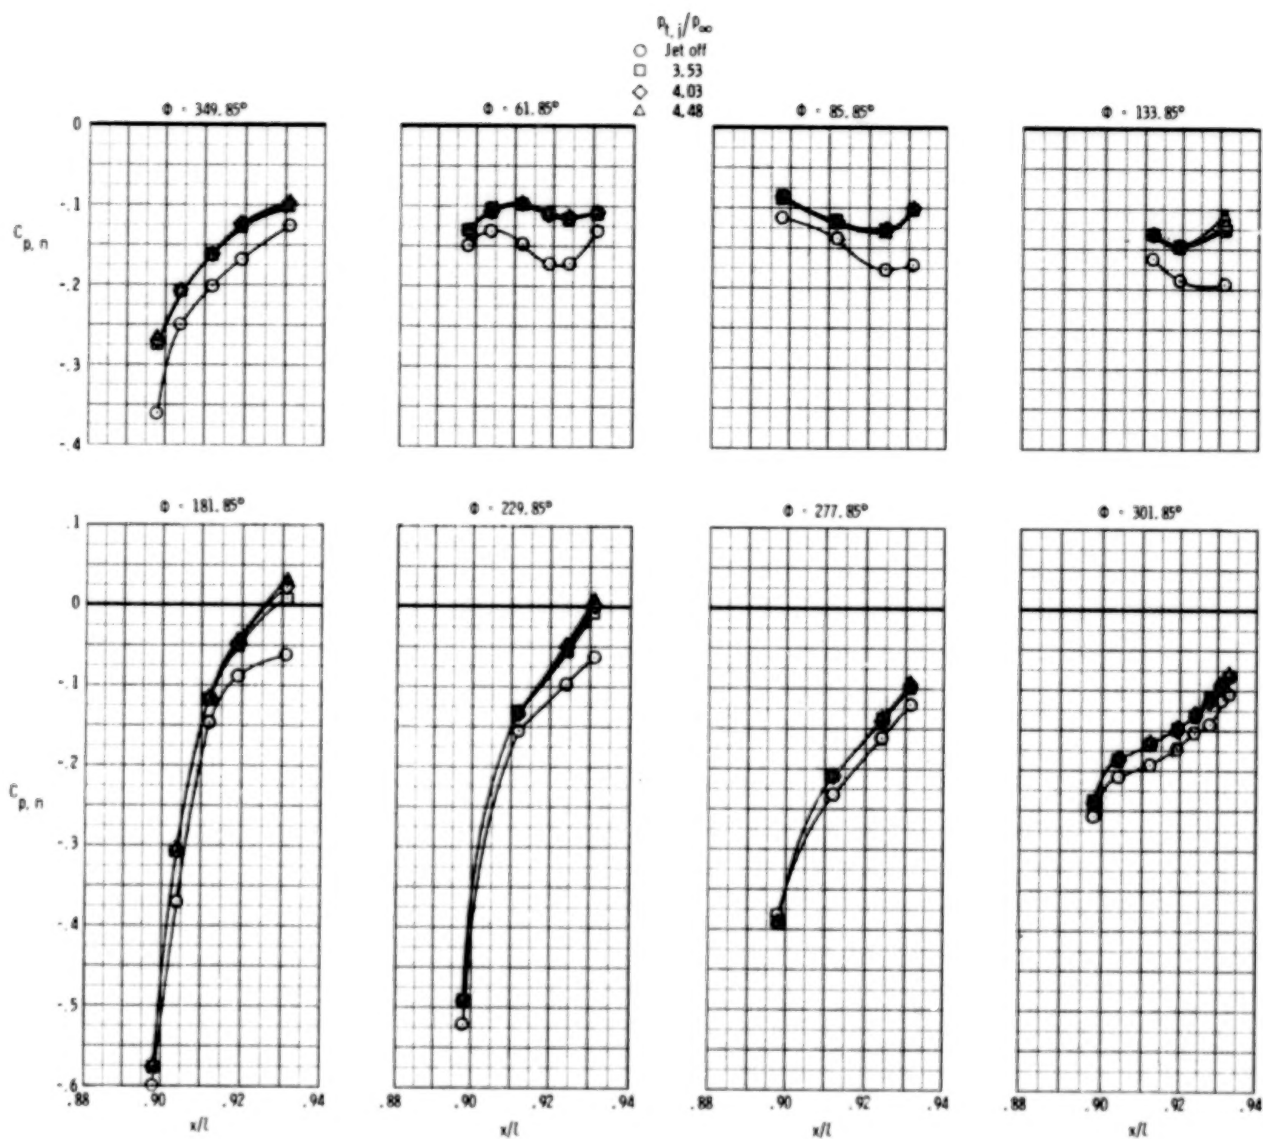 p_t, j/p_∞
Jet off
3.53
4.03
4.48
Φ - 349.85°
Φ - 61.85°
Φ - 85.85°
Φ - 133.85°
0
-.1
C_p, n
-.2
-.3
-.4
Φ - 181.85°
Φ - 229.85°
Φ - 277.85°
Φ - 301.85°
.1
0
-.1
-.2
C_p, n
-.3
-.4
-.5
-.6
.88 .90 .92 .94
.88 .90 .92 .94
.88 .90 .92 .94
.88 .90 .92 .94
x/l
x/l
x/l
x/l